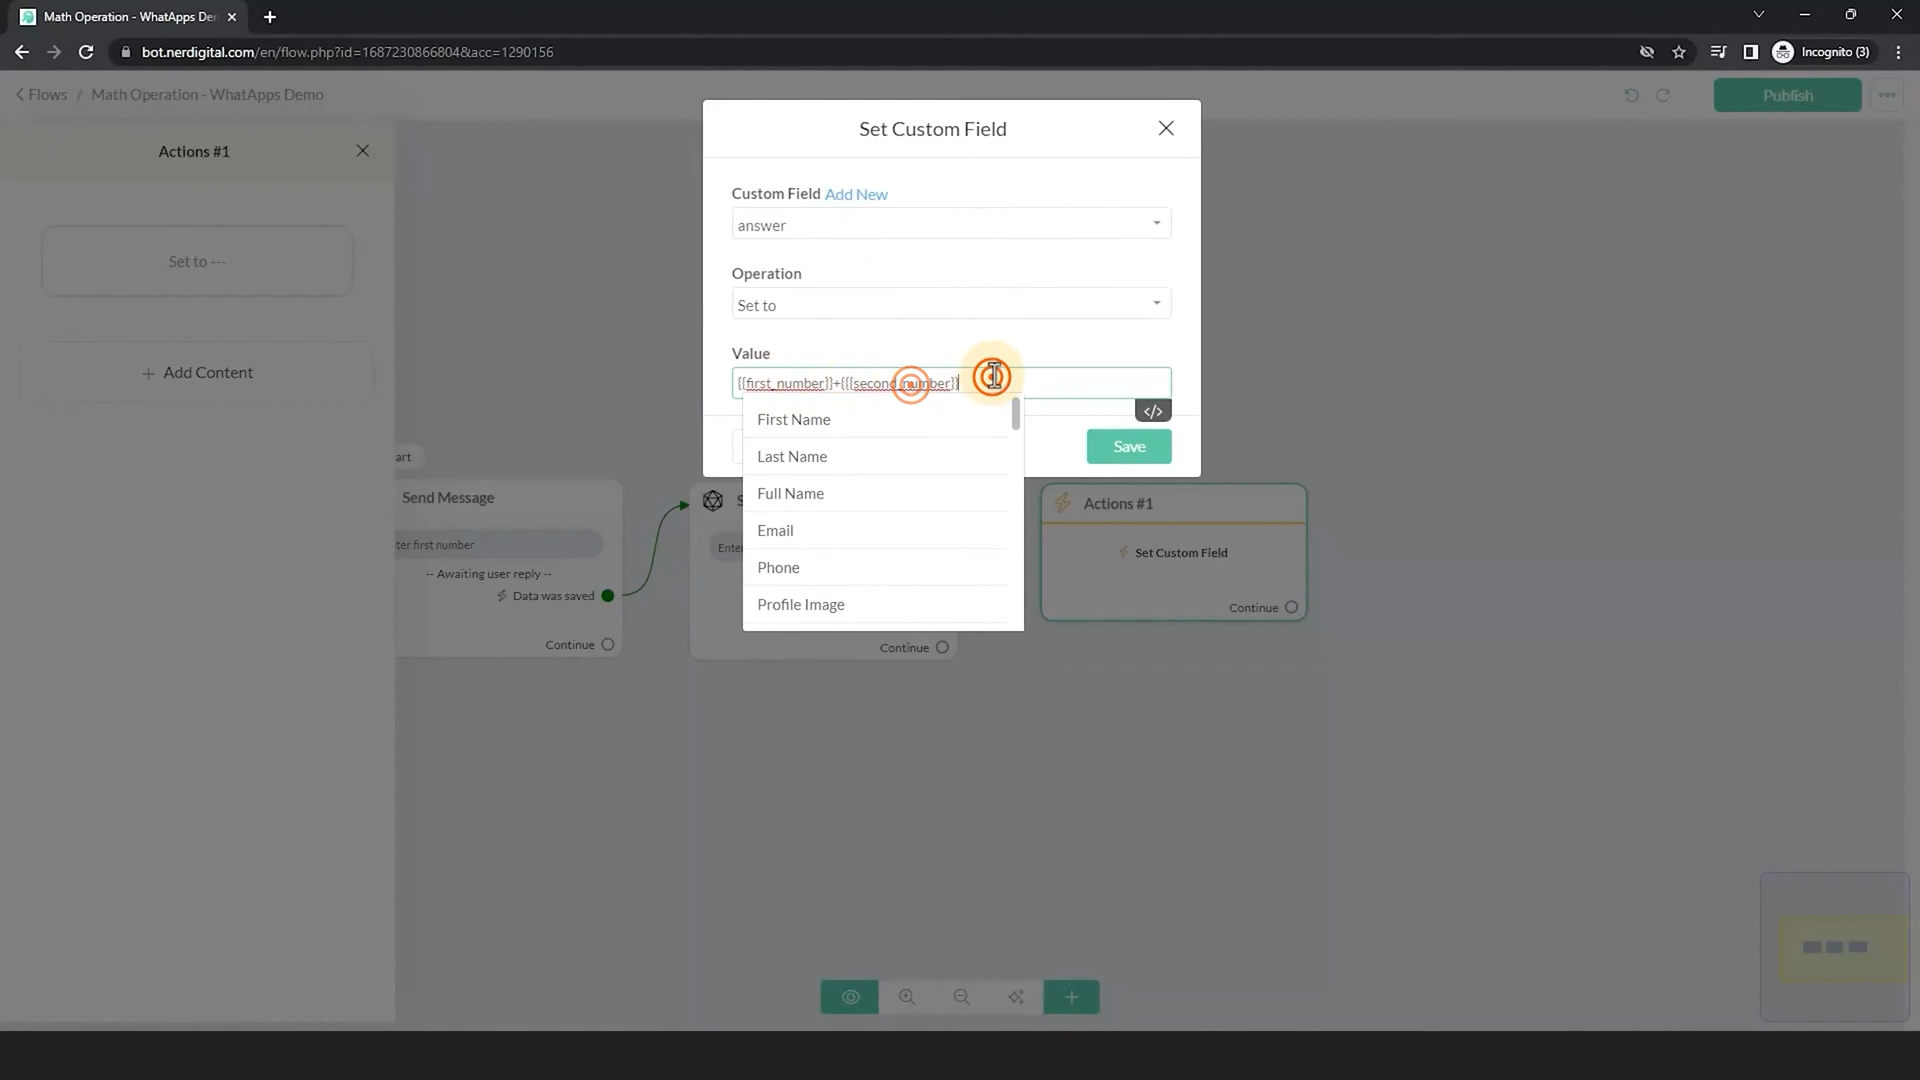 Math Operation - WhatApps De
bot.nerdigital.com/en/flow.php?id=1687230866804&acc=1290156
Incognito (3)
Flows / Math Operation - WhatApps Demo
Publish
Actions #1
Set to ---
+ Add Content
Set Custom Field
Custom Field Add New
answer
Operation
Set to
Value
{{first_number}}+{{{second_number}}
</>
First Name
Last Name
Full Name
Email
Phone
Profile Image
Save
art
Send Message
ter first number
-- Awaiting user reply --
Data was saved
Continue
S
Ente
Continue
Actions #1
Set Custom Field
Continue